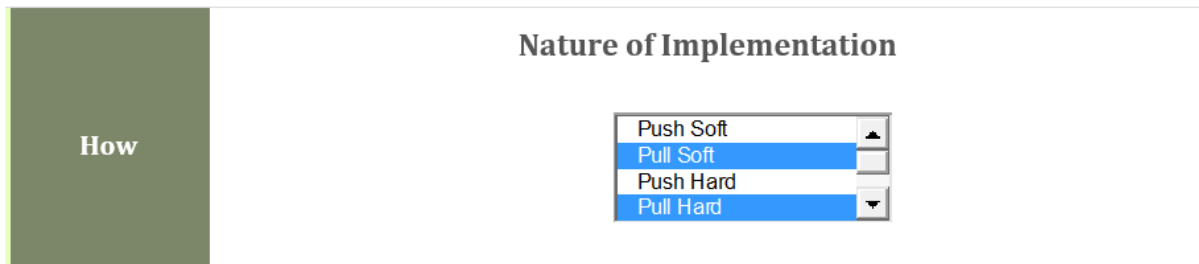 Nature of Implementation
How
Push Soft
Pull Soft
Push Hard
Pull Hard